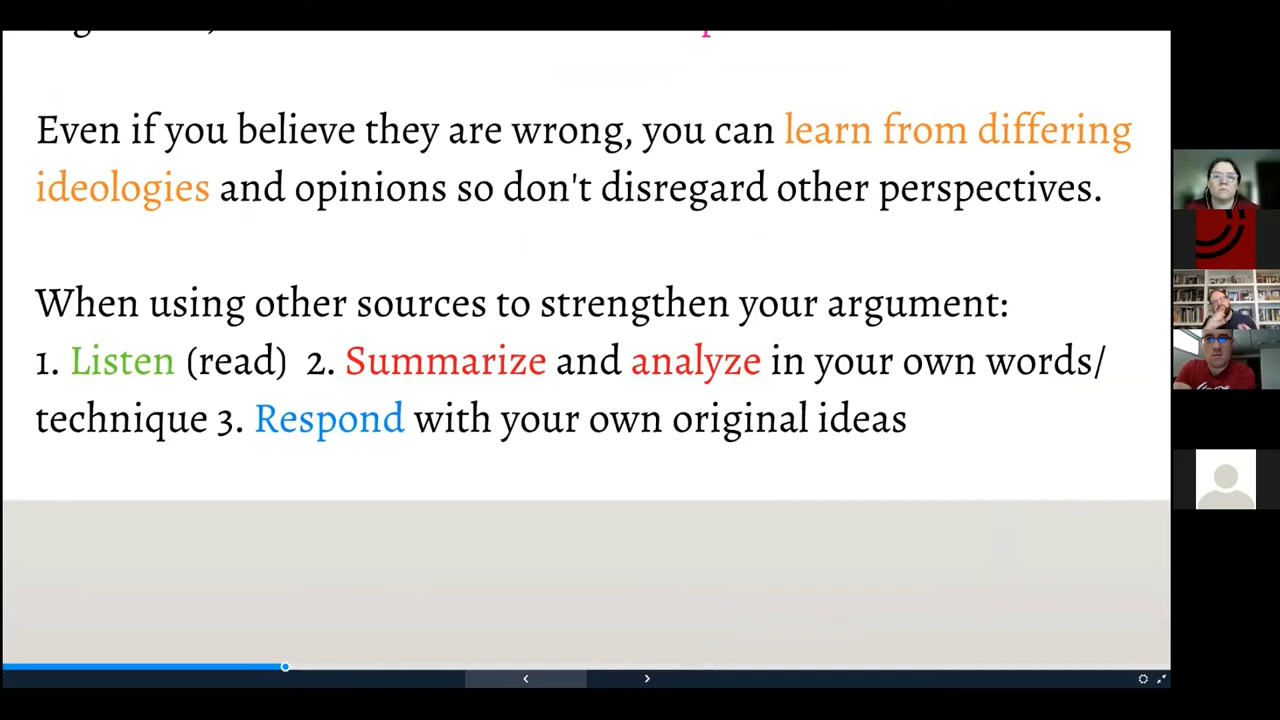 Even if you believe they are wrong, you can learn from differing
ideologies and opinions so don't disregard other perspectives.
When using other sources to strengthen your argument:
1. Listen (read)  2. Summarize and analyze in your own words/
technique 3. Respond with your own original ideas